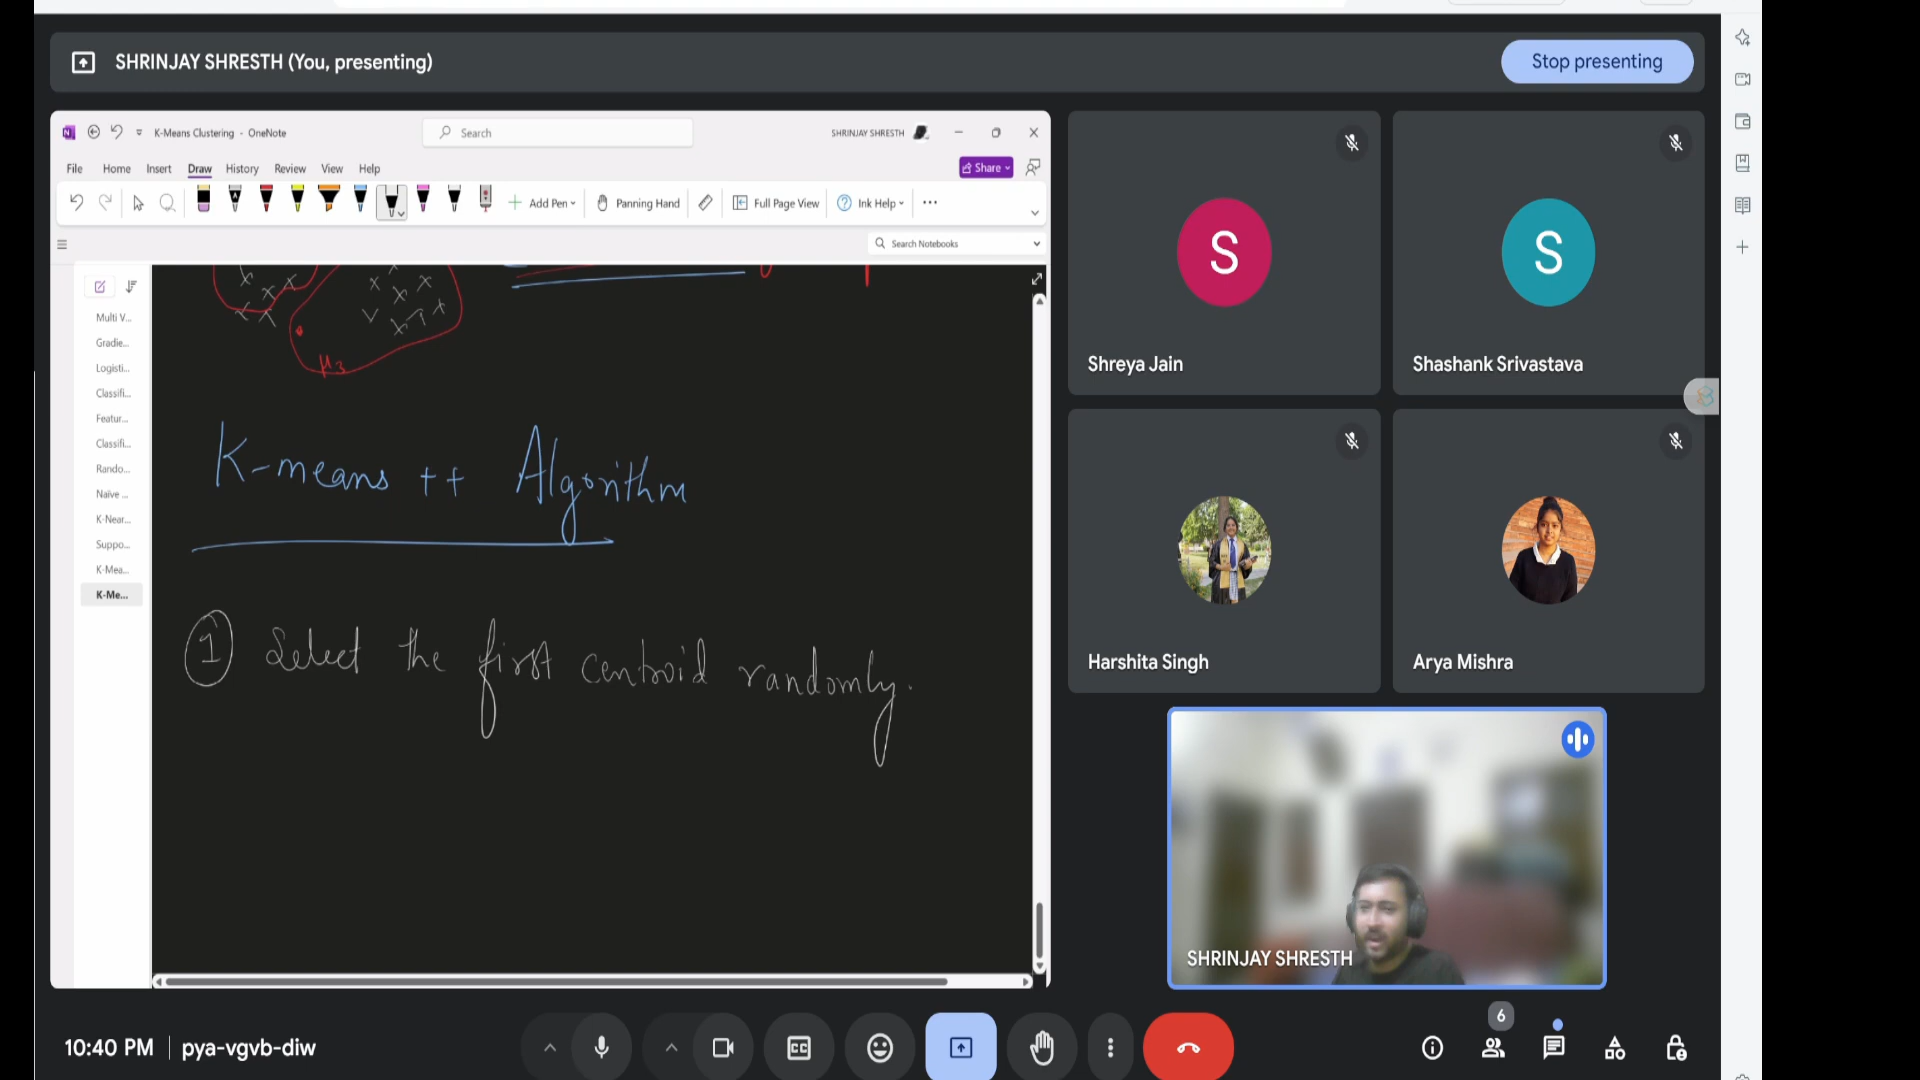 SHRINJAY SHRESTH (You, presenting)
Stop presenting
K-Means Clustering - OneNote
Search
SHRINJAY SHRESTH
File Home Insert Draw History Review View Help
Share
Add Pen
Panning Hand
Full Page View
Ink Help
Search Notebooks
Multi V...
Gradie...
Logisti...
Classifi...
Featur...
Classifi...
Rando...
Naive ...
K-Near...
Suppo...
K-Mea...
K-Me...
μ3
K-means ++ Algorithm
1 Select the first centroid randomly.
S
Shreya Jain
S
Shashank Srivastava
Harshita Singh
Arya Mishra
SHRINJAY SHRESTH
10:40 PM | pya-vgvb-diw
CC
6